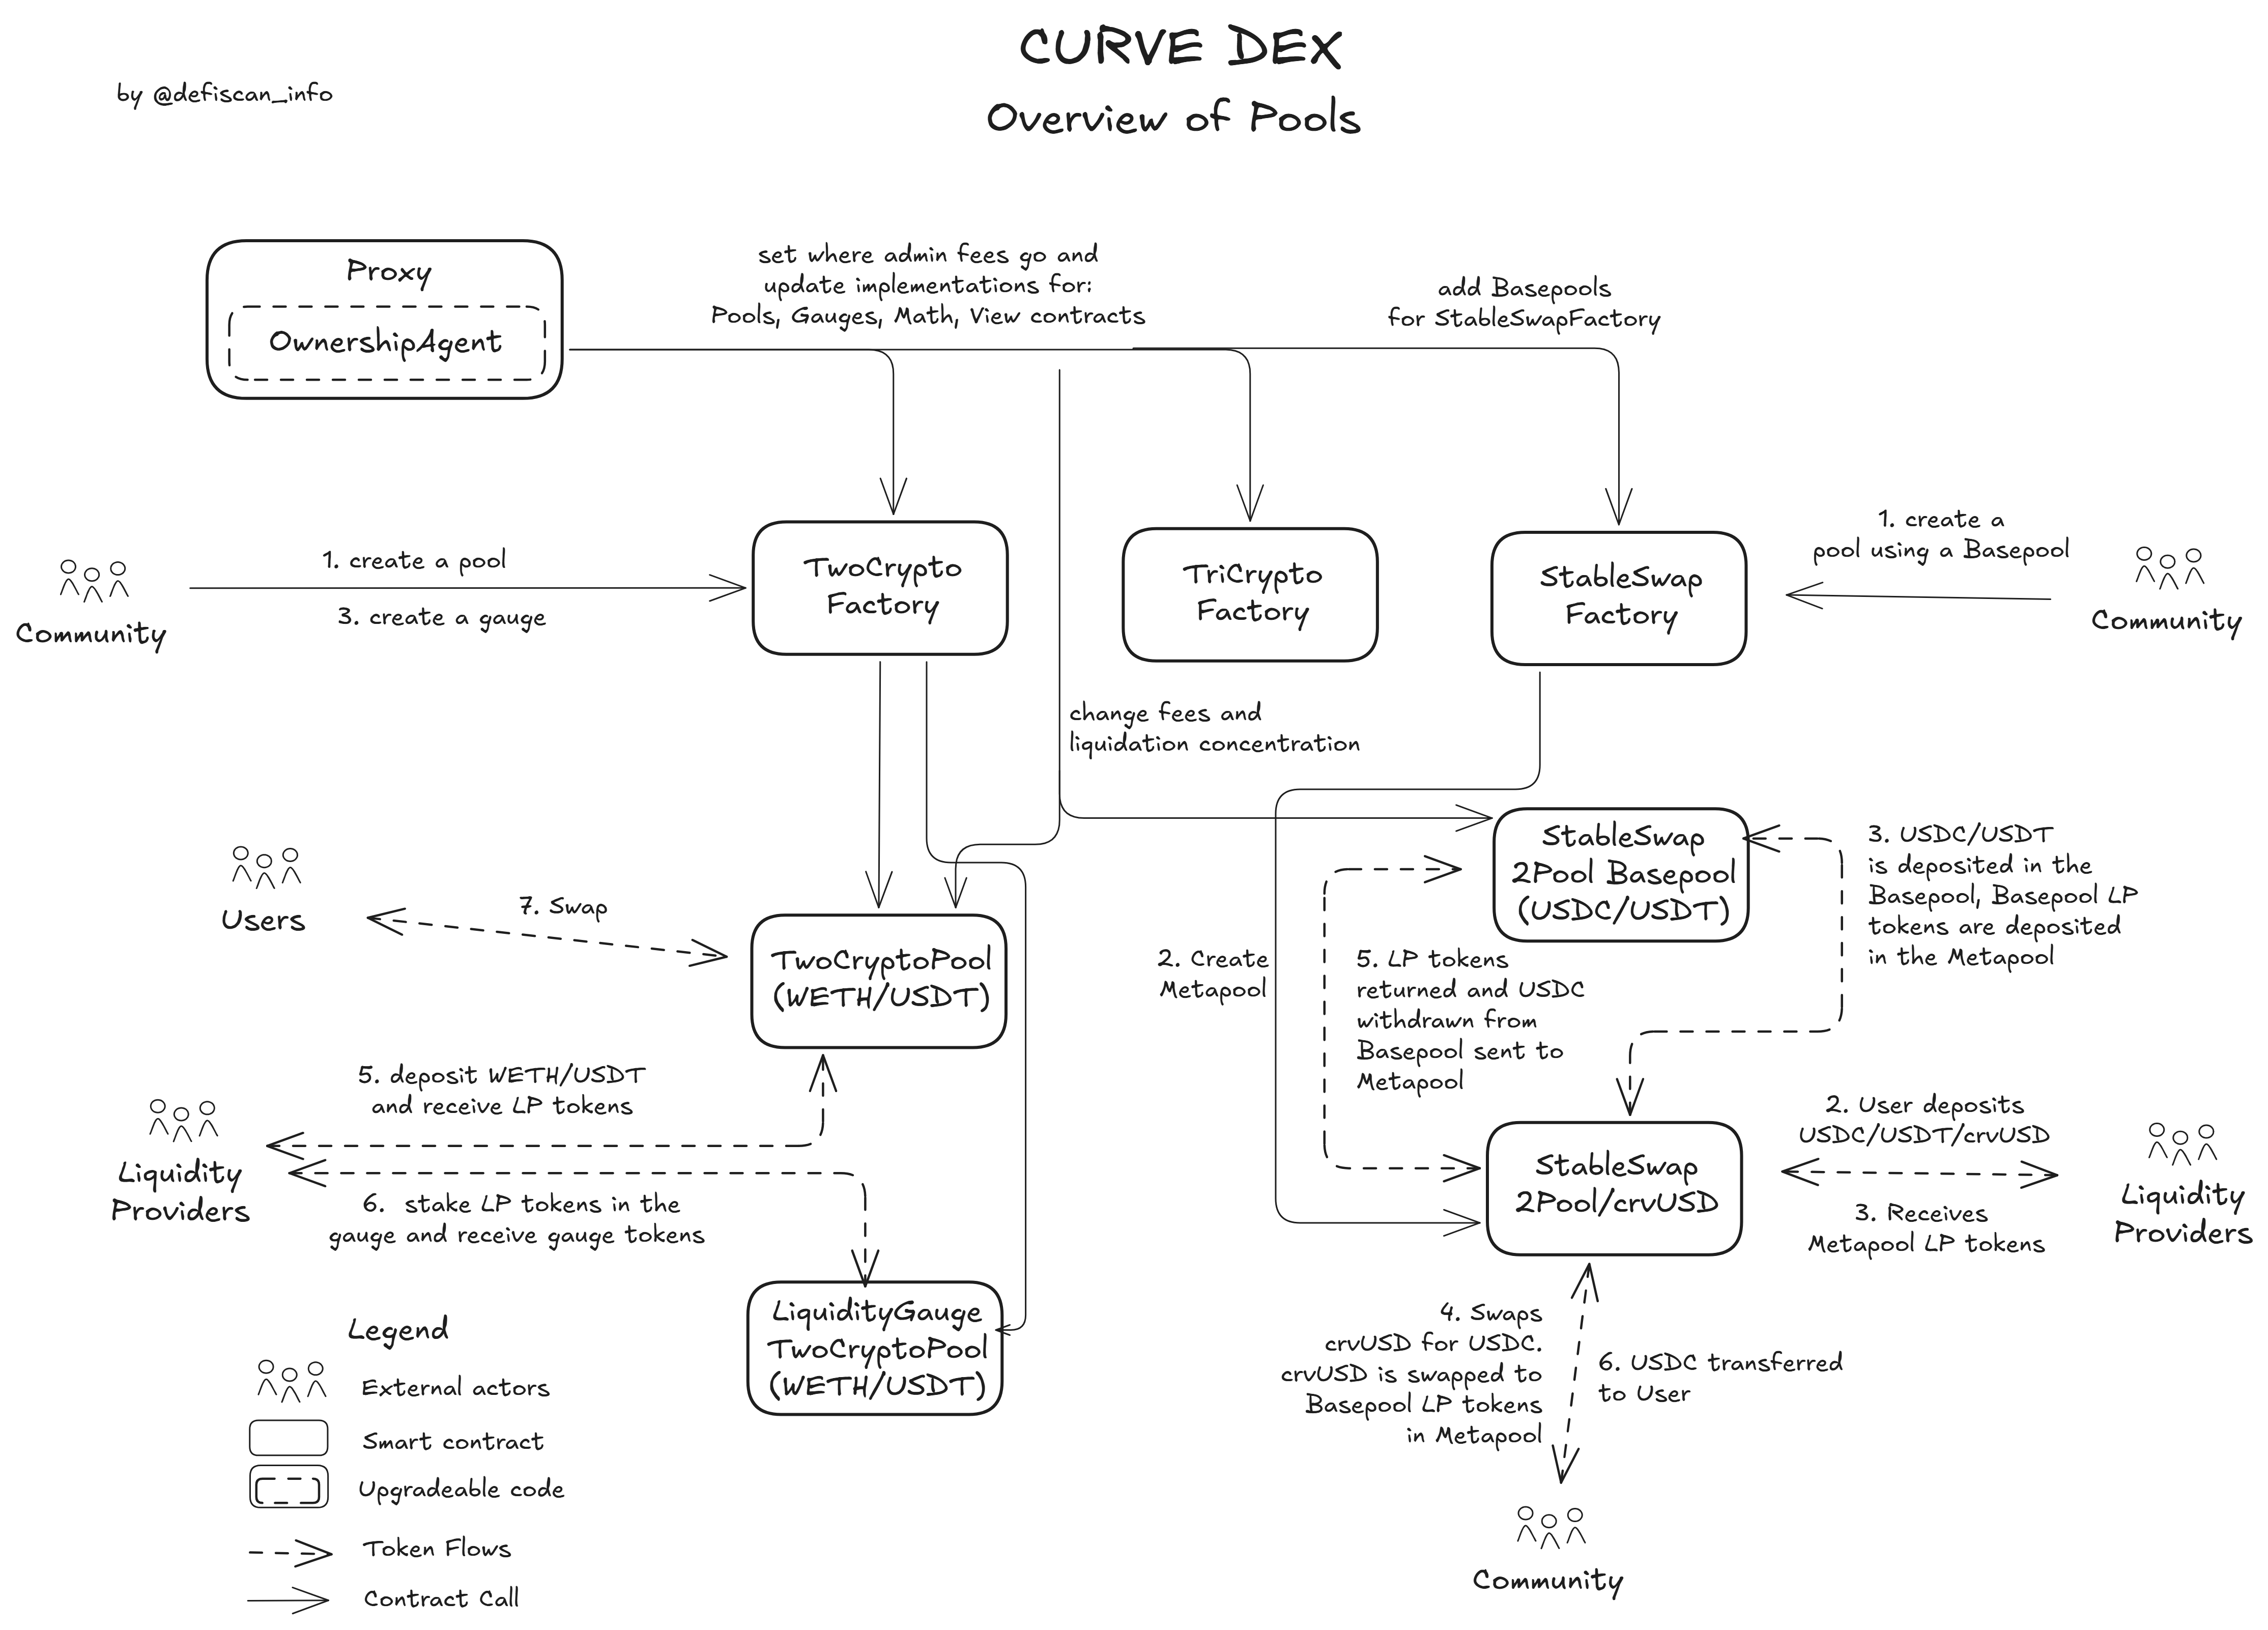 CURVE DEX
Overview of Pools
by @defiscan_info
Proxy
OwnershipAgent
set where admin fees go and
update implementations for:
Pools, Gauges, Math, View contracts
add Basepools
for StableSwapFactory
Community
1. create a pool
3. create a gauge
TwoCrypto
Factory
TriCrypto
Factory
StableSwap
Factory
1. create a
pool using a Basepool
Community
change fees and
liquidation concentration
Users
7. Swap
TwoCryptoPool
(WETH/USDT)
2. Create
Metapool
StableSwap
2Pool Basepool
(USDC/USDT)
3. USDC/USDT
is deposited in the
Basepool, Basepool LP
tokens are deposited
in the Metapool
5. LP tokens
returned and USDC
withdrawn from
Basepool sent to
Metapool
5. deposit WETH/USDT
and receive LP tokens
Liquidity
Providers
6. stake LP tokens in the
gauge and receive gauge tokens
StableSwap
2Pool/crvUSD
2. User deposits
USDC/USDT/crvUSD
3. Receives
Metapool LP tokens
Liquidity
Providers
LiquidityGauge
TwoCryptoPool
(WETH/USDT)
4. Swaps
crvUSD for USDC.
crvUSD is swapped to
Basepool LP tokens
in Metapool
6. USDC transferred
to User
Community
Legend
External actors
Smart contract
Upgradeable code
Token Flows
Contract Call